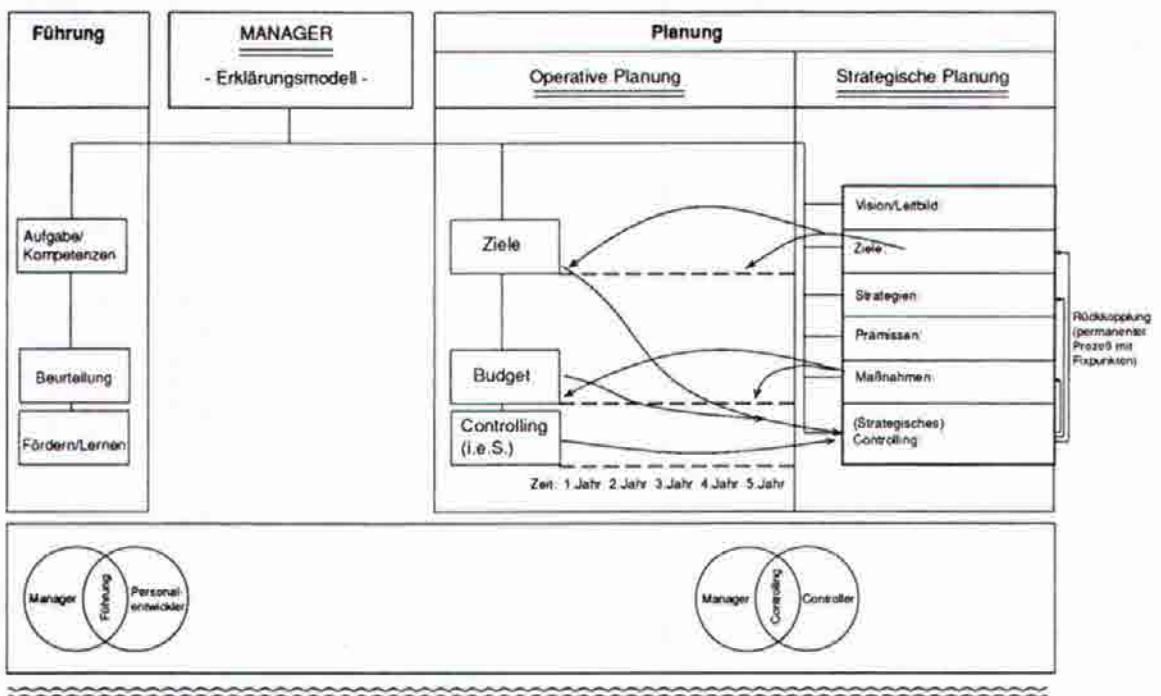 Führung
MANAGER
- Erklärungsmodell -
Planung
Operative Planung
Strategische Planung
Aufgabe/
Kompetenzen
Beurteilung
Fördern/Lernen
Ziele
Budget
Controlling
(i.e.S.)
Zeit: 1.Jahr 2.Jahr 3.Jahr 4.Jahr 5.Jahr
Vision/Leitbild:
Ziele:
Strategien:
Prämissen:
Maßnahmen:
(Strategisches)
Controlling:
Rückkopplung
(permanenter
Prozeß mit
Fixpunkten)
Manager
Führung
Personal-
entwickler
Manager
Controlling
Controller